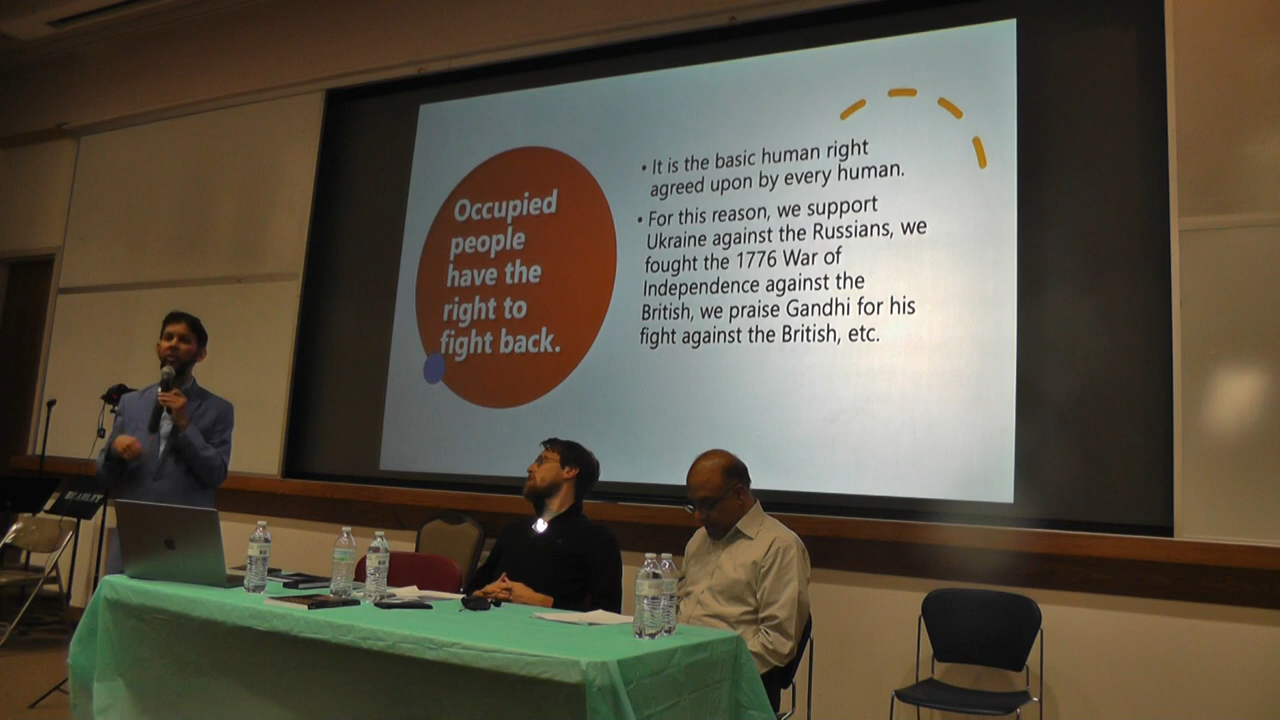 Occupied
people
have the
right to
fight back.
• It is the basic human right
agreed upon by every human.
• For this reason, we support
Ukraine against the Russians, we
fought the 1776 War of
Independence against the
British, we praise Gandhi for his
fight against the British, etc.